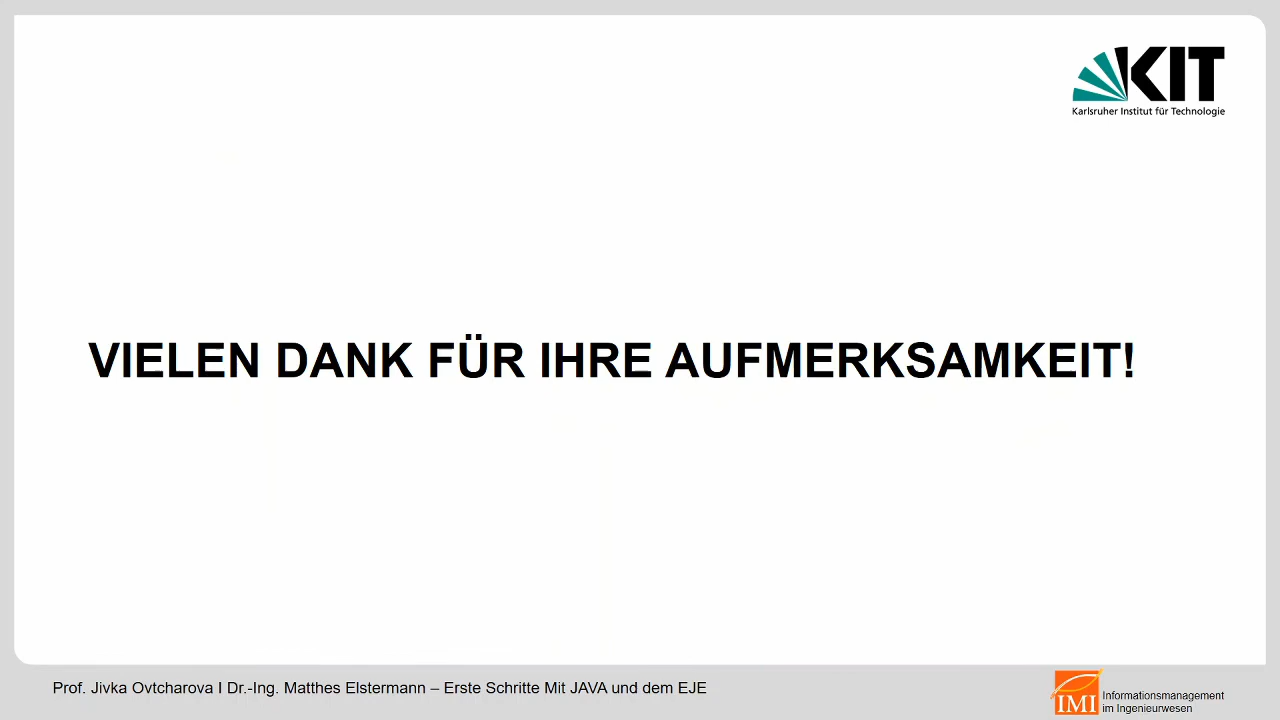 KIT
Karlsruher Institut für Technologie
VIELEN DANK FÜR IHRE AUFMERKSAMKEIT!
Prof. Jivka Ovtcharova I Dr.-Ing. Matthes Elstermann – Erste Schritte Mit JAVA und dem EJE
IMI
Informationsmanagement
im Ingenieurwesen